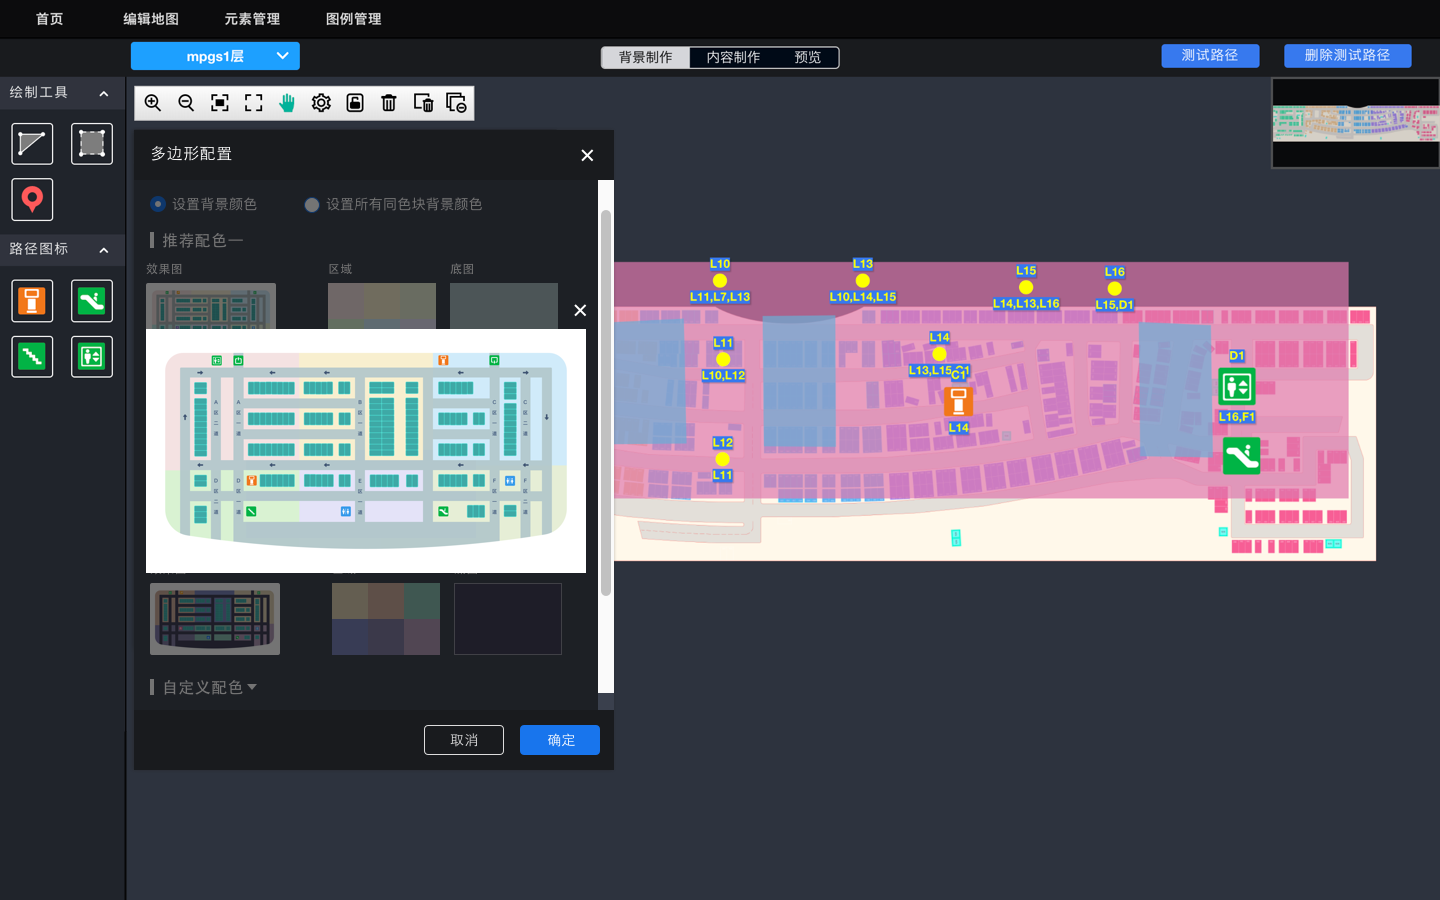 首页 编辑地图 元素管理 图例管理
mpgs1层
背景制作 内容制作 预览
测试路径 删除测试路径
绘制工具
路径图标
多边形配置
设置背景颜色 设置所有同色块背景颜色
推荐配色一
效果图 区域 底图
自定义配色
取消 确定
L10
L11,L7,L13
L13
L10,L14,L15
L15
L14,L13,L16
L16
L15,D1
L11
L10,L12
L14
L13,L15,C1
C1
L14
D1
L16,F1
L12
L11